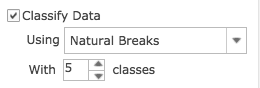 Classify Data
Using Natural Breaks
With 5 classes